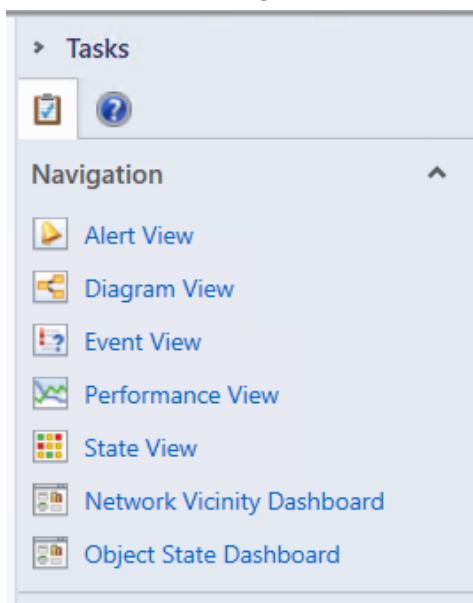 Tasks
Navigation
Alert View
Diagram View
Event View
Performance View
State View
Network Vicinity Dashboard
Object State Dashboard